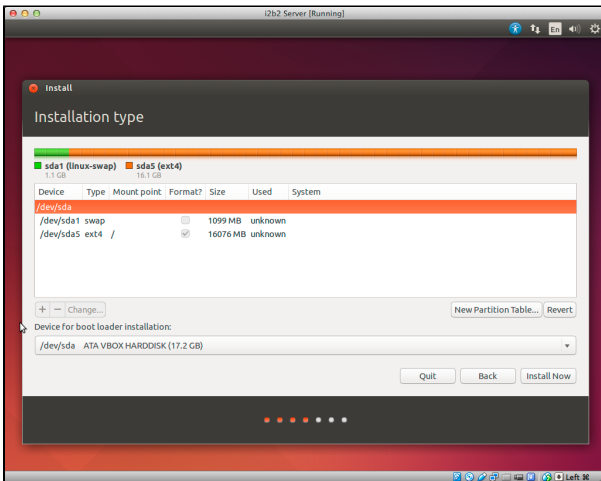 i2b2 Server [Running]
En
Install
Installation type
sda1 (linux-swap) sda5 (ext4)
1.1 GB 16.1 GB
Device Type Mount point Format? Size Used System
/dev/sda
/dev/sda1 swap 1099 MB unknown
/dev/sda5 ext4 / 16076 MB unknown
+ − Change... New Partition Table... Revert
Device for boot loader installation:
/dev/sda ATA VBOX HARDDISK (17.2 GB)
Quit Back Install Now
Left ⌘